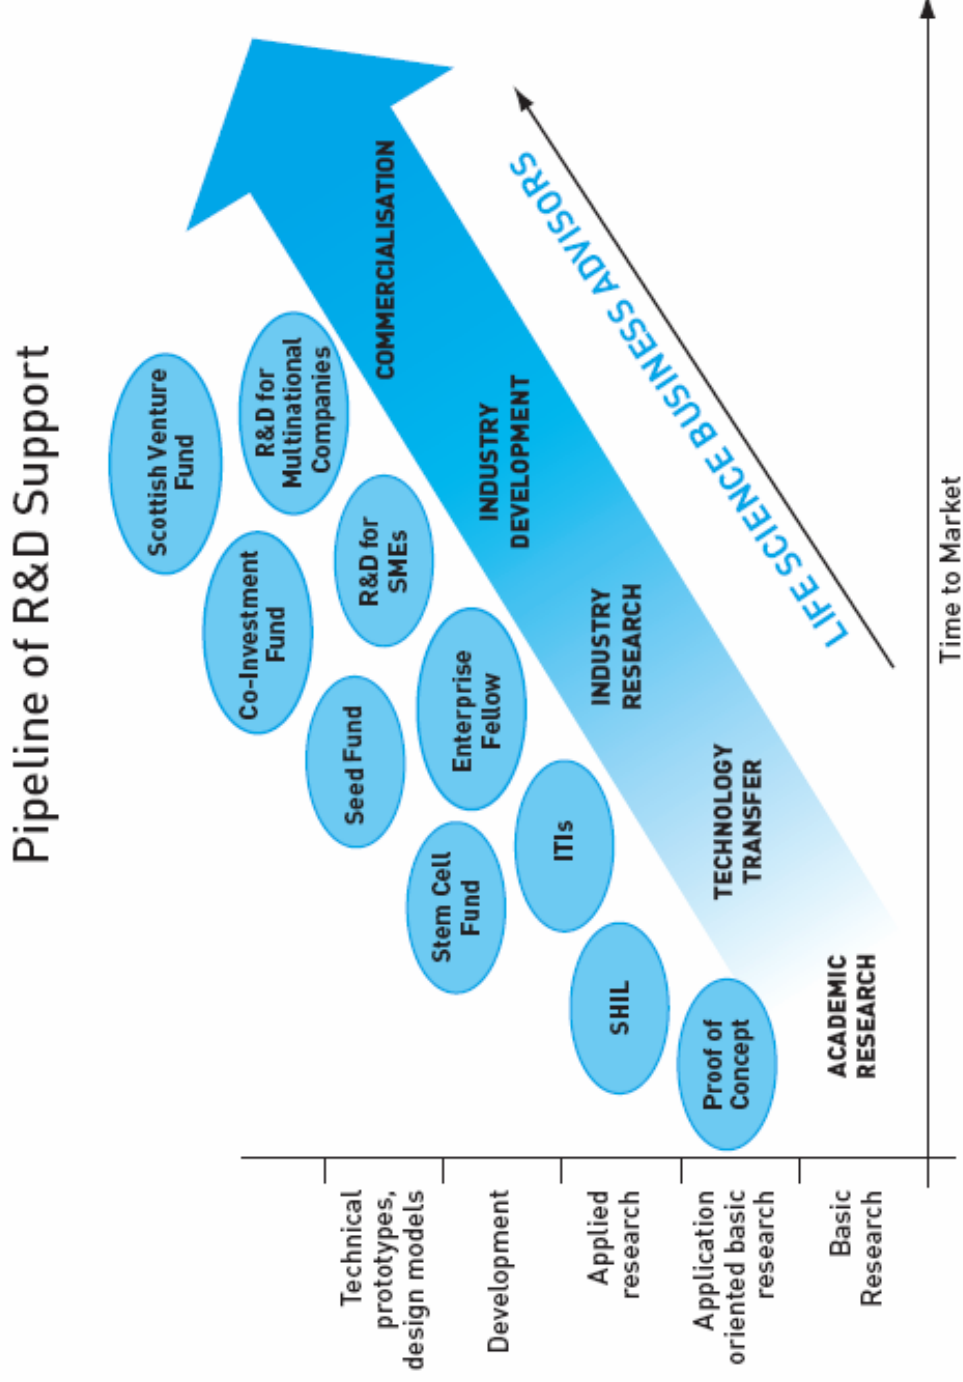 Pipeline of R&D Support
Scottish Venture
Fund
Co-Investment
Fund
R&D for
Multinational
Companies
Seed Fund
R&D for
SMEs
Stem Cell
Fund
Enterprise
Fellow
ITIs
SHIL
Proof of
Concept
COMMERCIALISATION
INDUSTRY
DEVELOPMENT
INDUSTRY
RESEARCH
TECHNOLOGY
TRANSFER
ACADEMIC
RESEARCH
LIFE SCIENCE BUSINESS ADVISORS
Technical
prototypes,
design models
Development
Applied
research
Application
oriented basic
research
Basic
Research
Time to Market